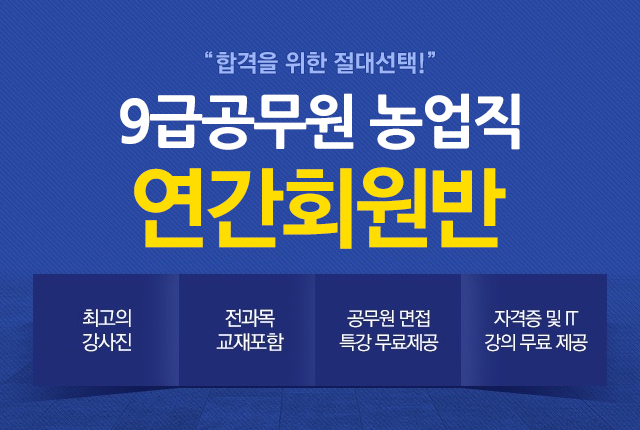 “합격을 위한 절대선택!”
9급공무원 농업직
연간회원반
최고의
강사진
전과목
교재포함
공무원 면접
특강 무료제공
자격증 및 IT
강의 무료 제공